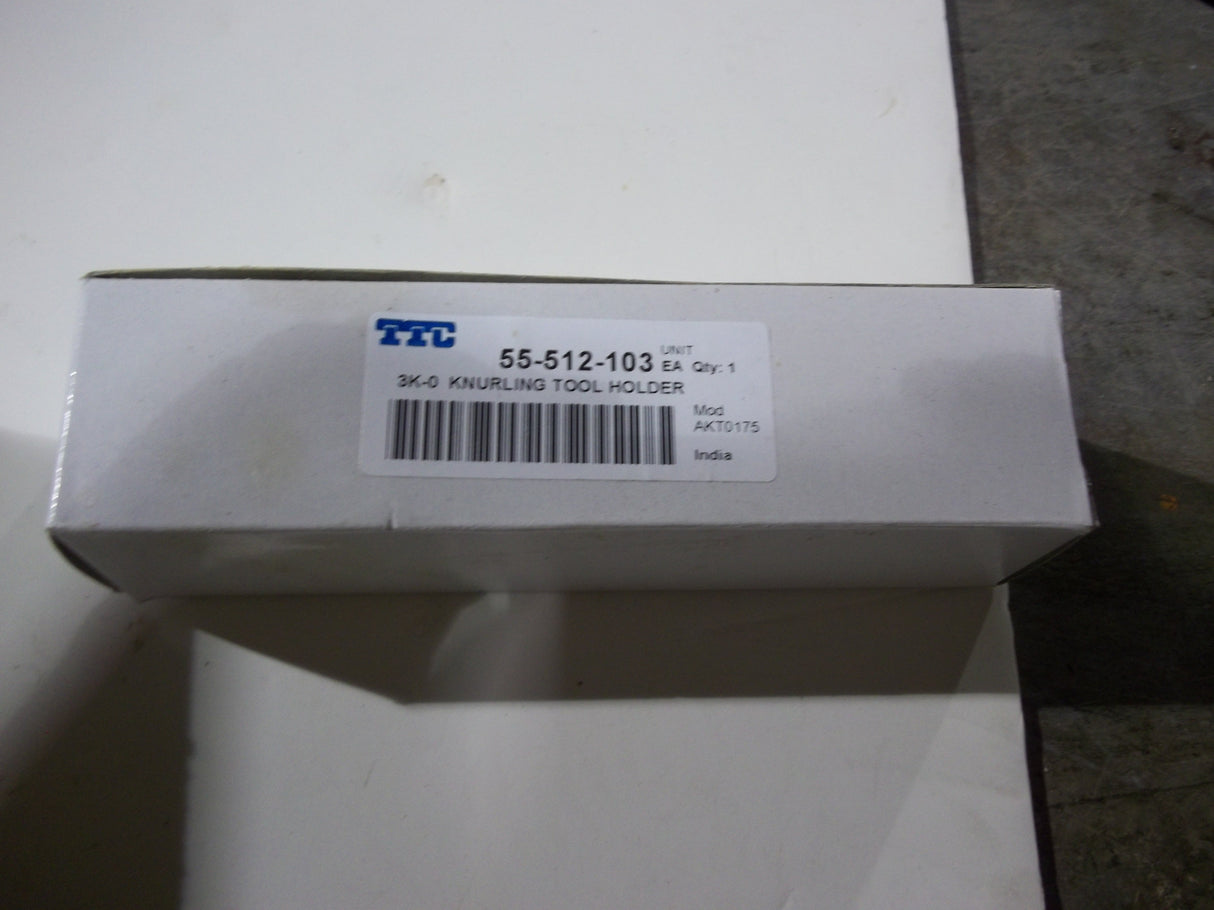 TTC
UNIT
55-512-103 EA Qty: 1
3K-0 KNURLING TOOL HOLDER
Mod
AKT0175
India